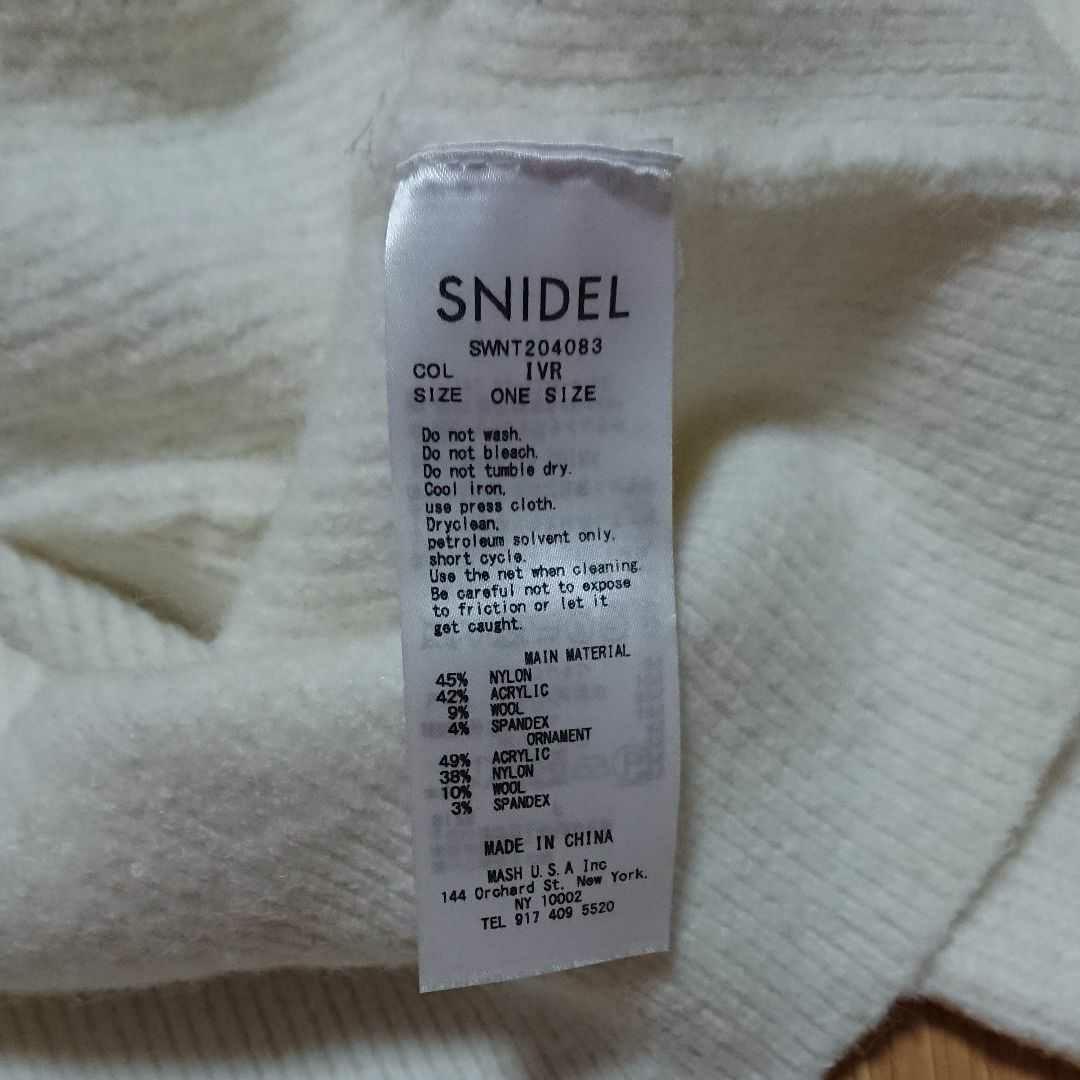 SNIDEL
SWNT204083
COL IVR
SIZE ONE SIZE
Do not wash.
Do not bleach.
Do not tumble dry.
Cool iron,
use press cloth.
Dryclean,
petroleum solvent only,
short cycle.
Use the net when cleaning.
Be careful not to expose
to friction or let it
get caught.
MAIN MATERIAL
45% NYLON
42% ACRYLIC
9% WOOL
4% SPANDEX
ORNAMENT
49% ACRYLIC
38% NYLON
10% WOOL
3% SPANDEX
MADE IN CHINA
MASH U.S.A Inc
144 Orchard St. New York.
NY 10002
TEL 917 409 5520